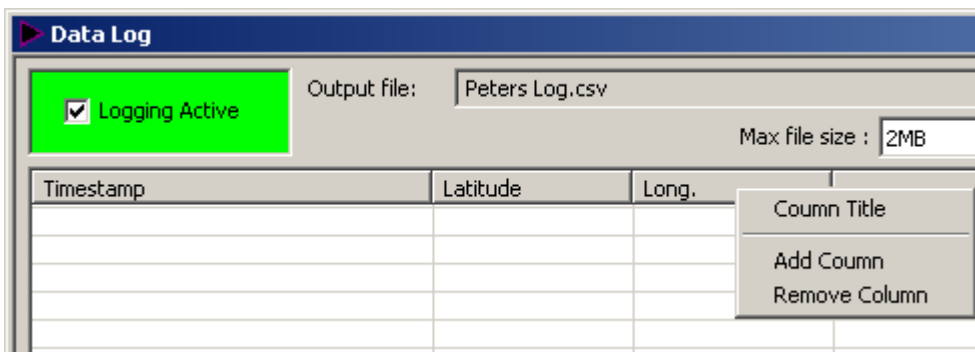 Data Log
Logging Active
Output file:
Peters Log.csv
Max file size : 2MB
Timestamp Latitude Long.
Coumn Title
Add Coumn
Remove Column